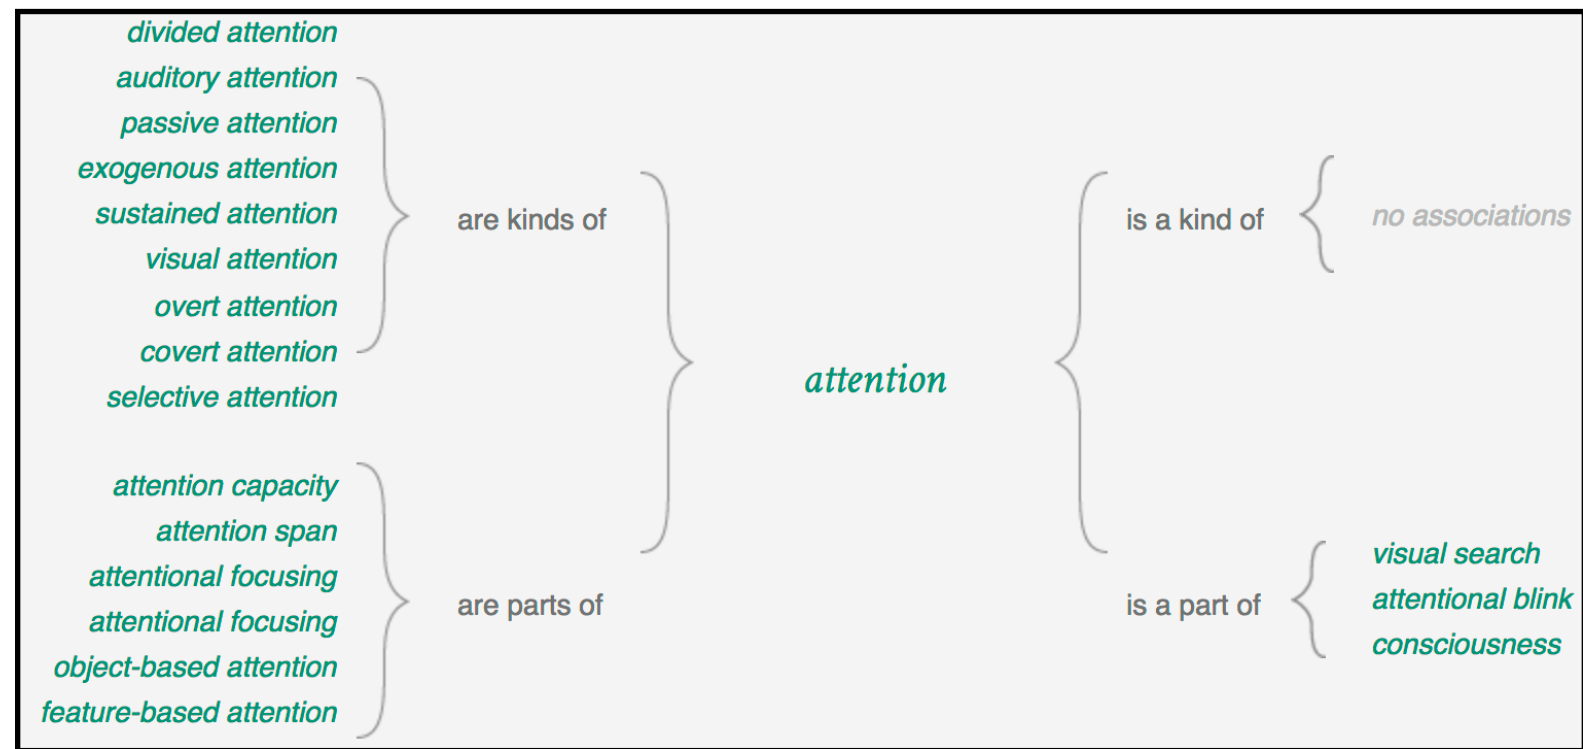 divided attention
auditory attention
passive attention
exogenous attention
sustained attention
visual attention
overt attention
covert attention
selective attention
are kinds of
attention capacity
attention span
attentional focusing
attentional focusing
object-based attention
feature-based attention
are parts of
attention
is a kind of
no associations
is a part of
visual search
attentional blink
consciousness